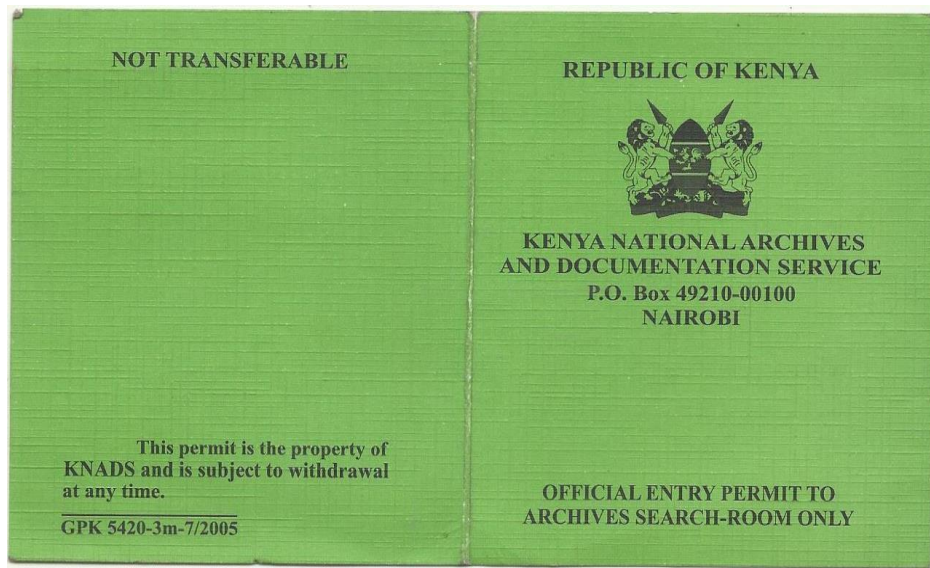 NOT TRANSFERABLE
This permit is the property of
KNADS and is subject to withdrawal
at any time.
GPK 5420-3m-7/2005
REPUBLIC OF KENYA
KENYA NATIONAL ARCHIVES
AND DOCUMENTATION SERVICE
P.O. Box 49210-00100
NAIROBI
OFFICIAL ENTRY PERMIT TO
ARCHIVES SEARCH-ROOM ONLY